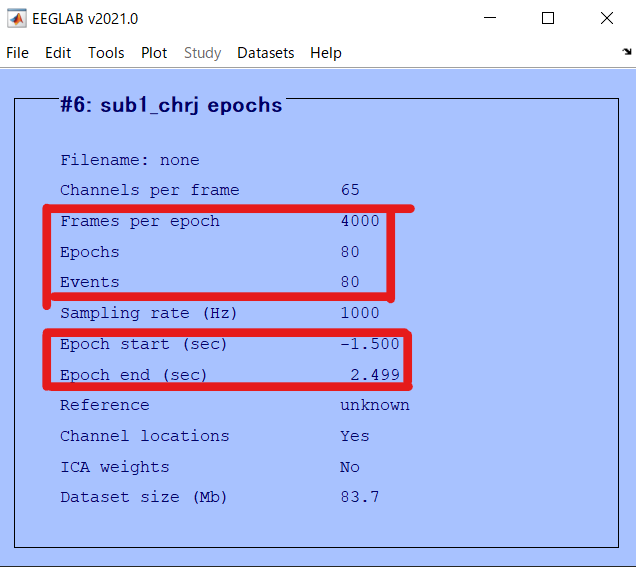 EEGLAB v2021.0
File Edit Tools Plot Study Datasets Help
#6: sub1_chrj epochs
Filename: none
Channels per frame 65
Frames per epoch 4000
Epochs 80
Events 80
Sampling rate (Hz) 1000
Epoch start (sec) -1.500
Epoch end (sec) 2.499
Reference unknown
Channel locations Yes
ICA weights No
Dataset size (Mb) 83.7